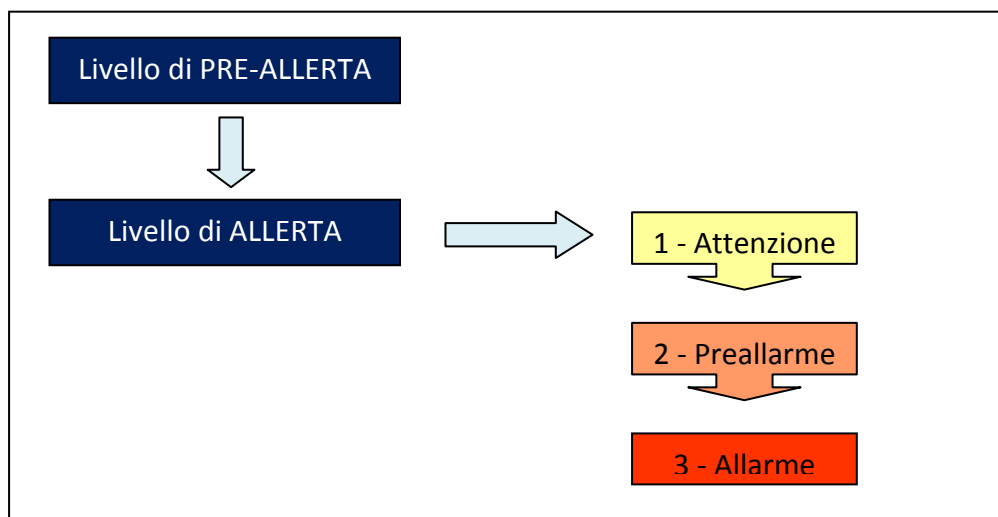 Livello di PRE-ALLERTA
Livello di ALLERTA
1 - Attenzione
2 - Preallarme
3 - Allarme